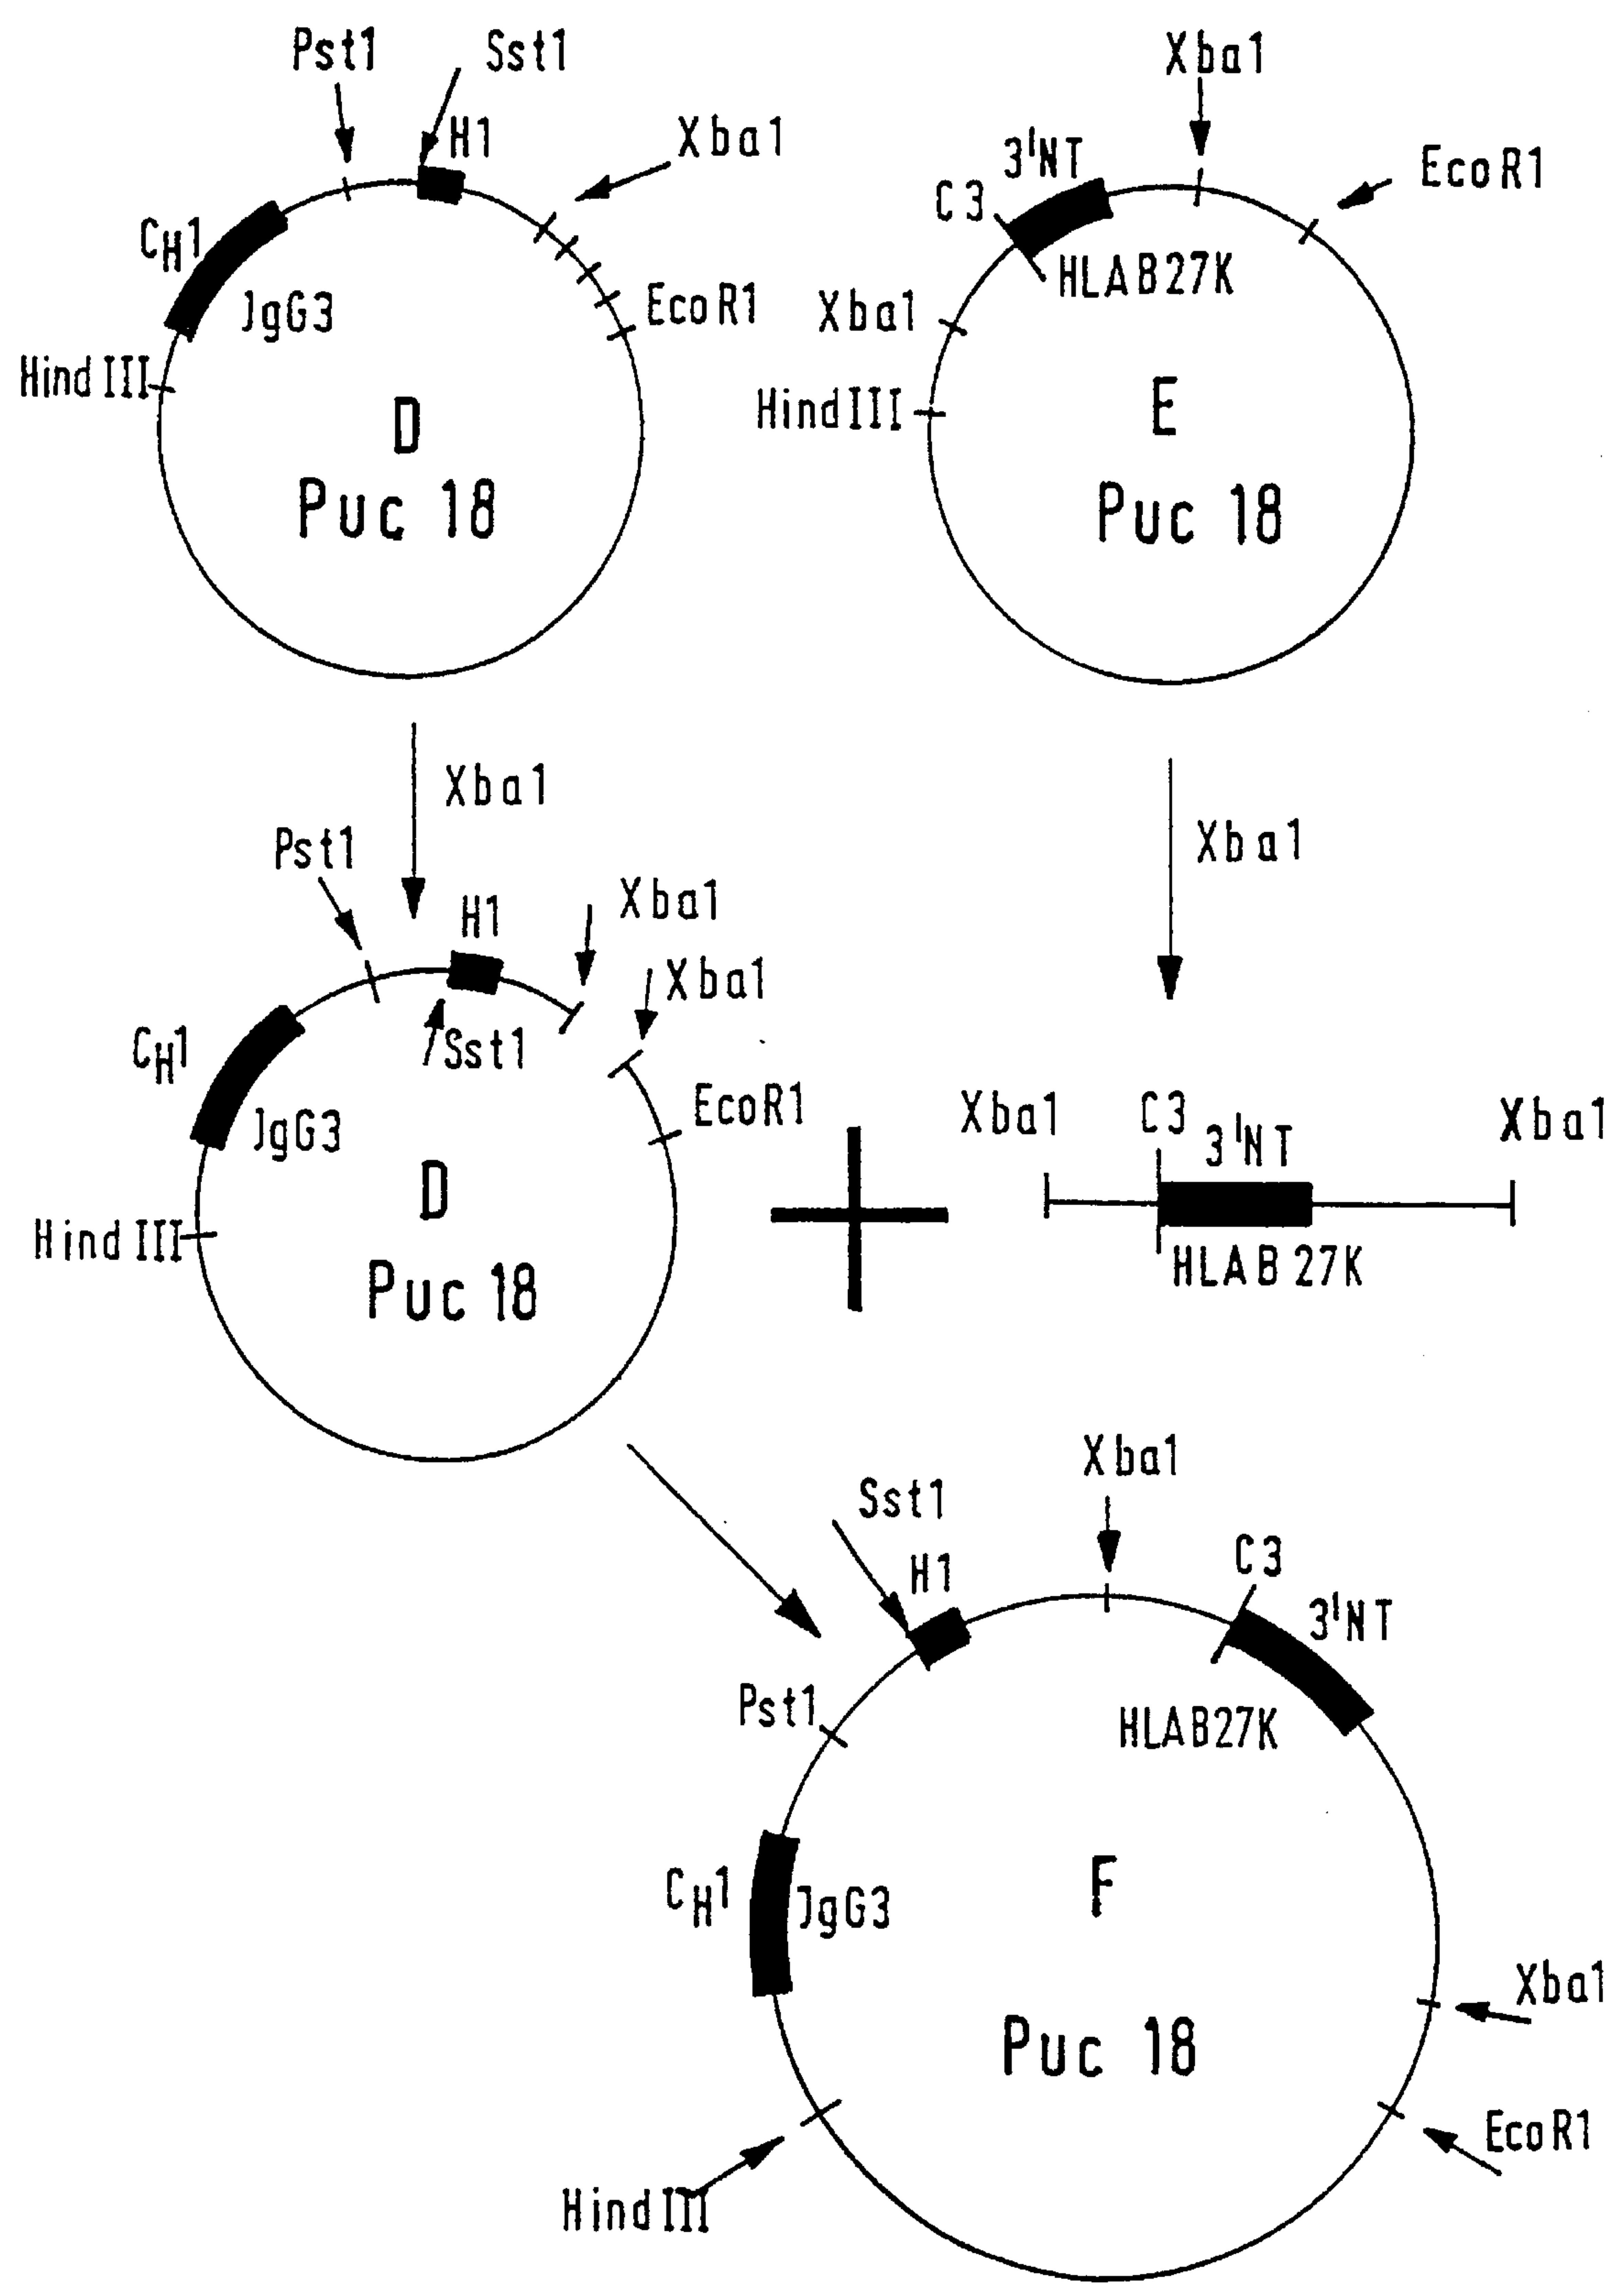 Pst1
Sst1
H1
Xba1
CH1
JgG3
EcoR1
Hind III
D
Puc 18
Xba1
EcoR1
3'NT
C3
HLAB27K
Xba1
HindIII
E
Puc 18
Xba1
Xba1
Pst1
H1
Xba1
Xba1
Sst1
CH1
JgG3
EcoR1
D
Hind III
Puc 18
Xba1
C3
3'NT
Xba1
HLAB 27K
Xba1
Sst1
H1
C3
3'NT
Pst1
HLAB27K
CH1
JgG3
F
Xba1
Puc 18
EcoR1
Hind III